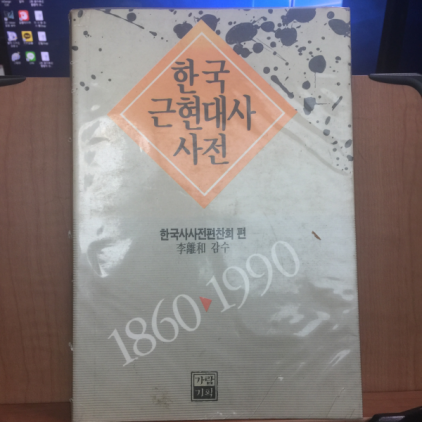 한국
근현대사
사전
한국사사전편찬회 편
李離和 감수
1860▶1990
가람
기획